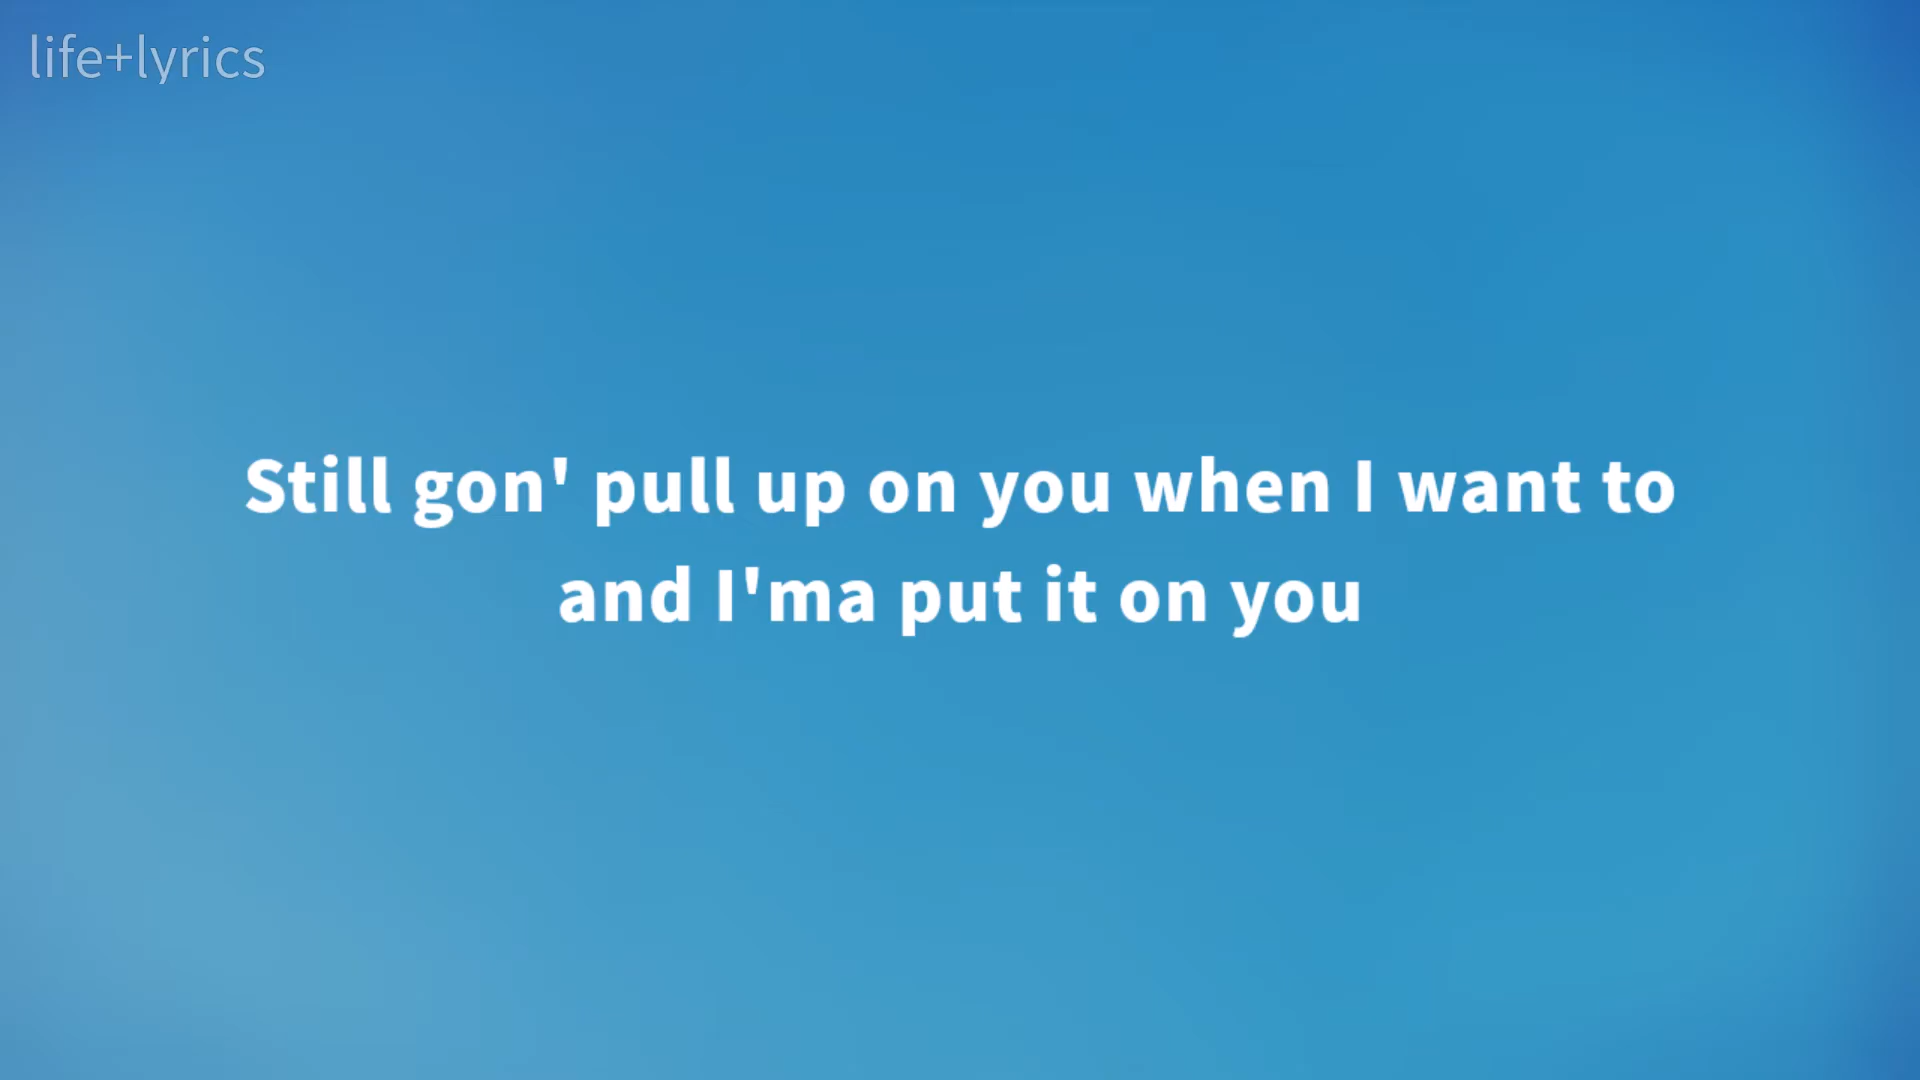 life+lyrics
Still gon' pull up on you when I want to
and I'ma put it on you